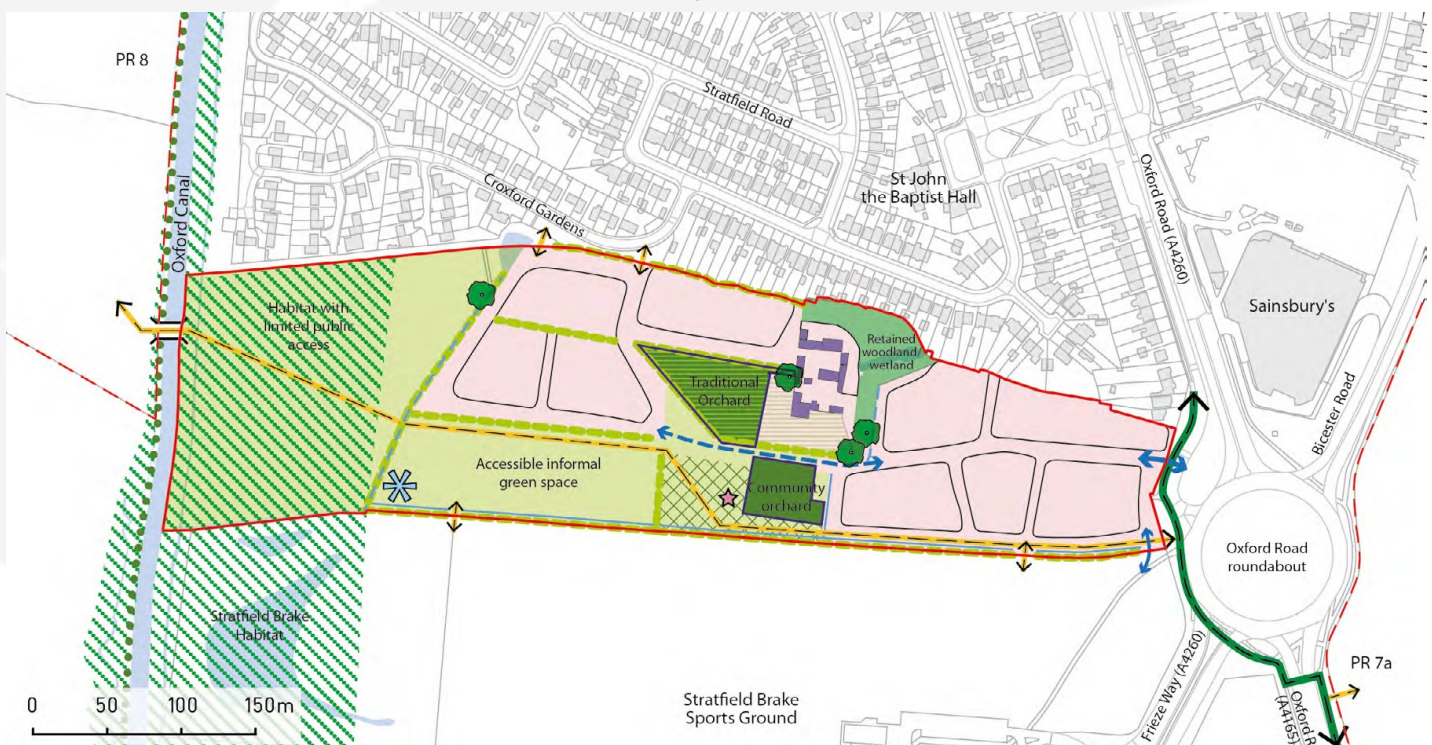 PR 8
Stratfield Road
Oxford Canal
Croxford Gardens
St John
the Baptist Hall
Oxford Road (A4260)
Sainsbury's
Bicester Road
Habitat with
limited public
access
Retained
woodland/
wetland
Traditional
Orchard
Accessible informal
green space
Community
orchard
Oxford Road
roundabout
Stratfield Brake
Habitat
Stratfield Brake
Sports Ground
Frieze Way (A4260)
PR 7a
Oxford R
(A4165)
0 50 100 150m